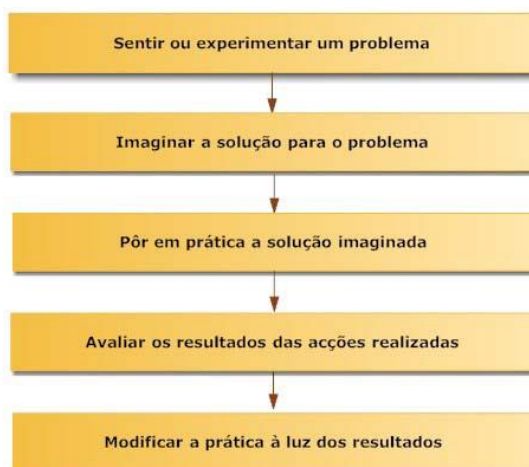 Sentir ou experimentar um problema
Imaginar a solução para o problema
Pôr em prática a solução imaginada
Avaliar os resultados das acções realizadas
Modificar a prática à luz dos resultados